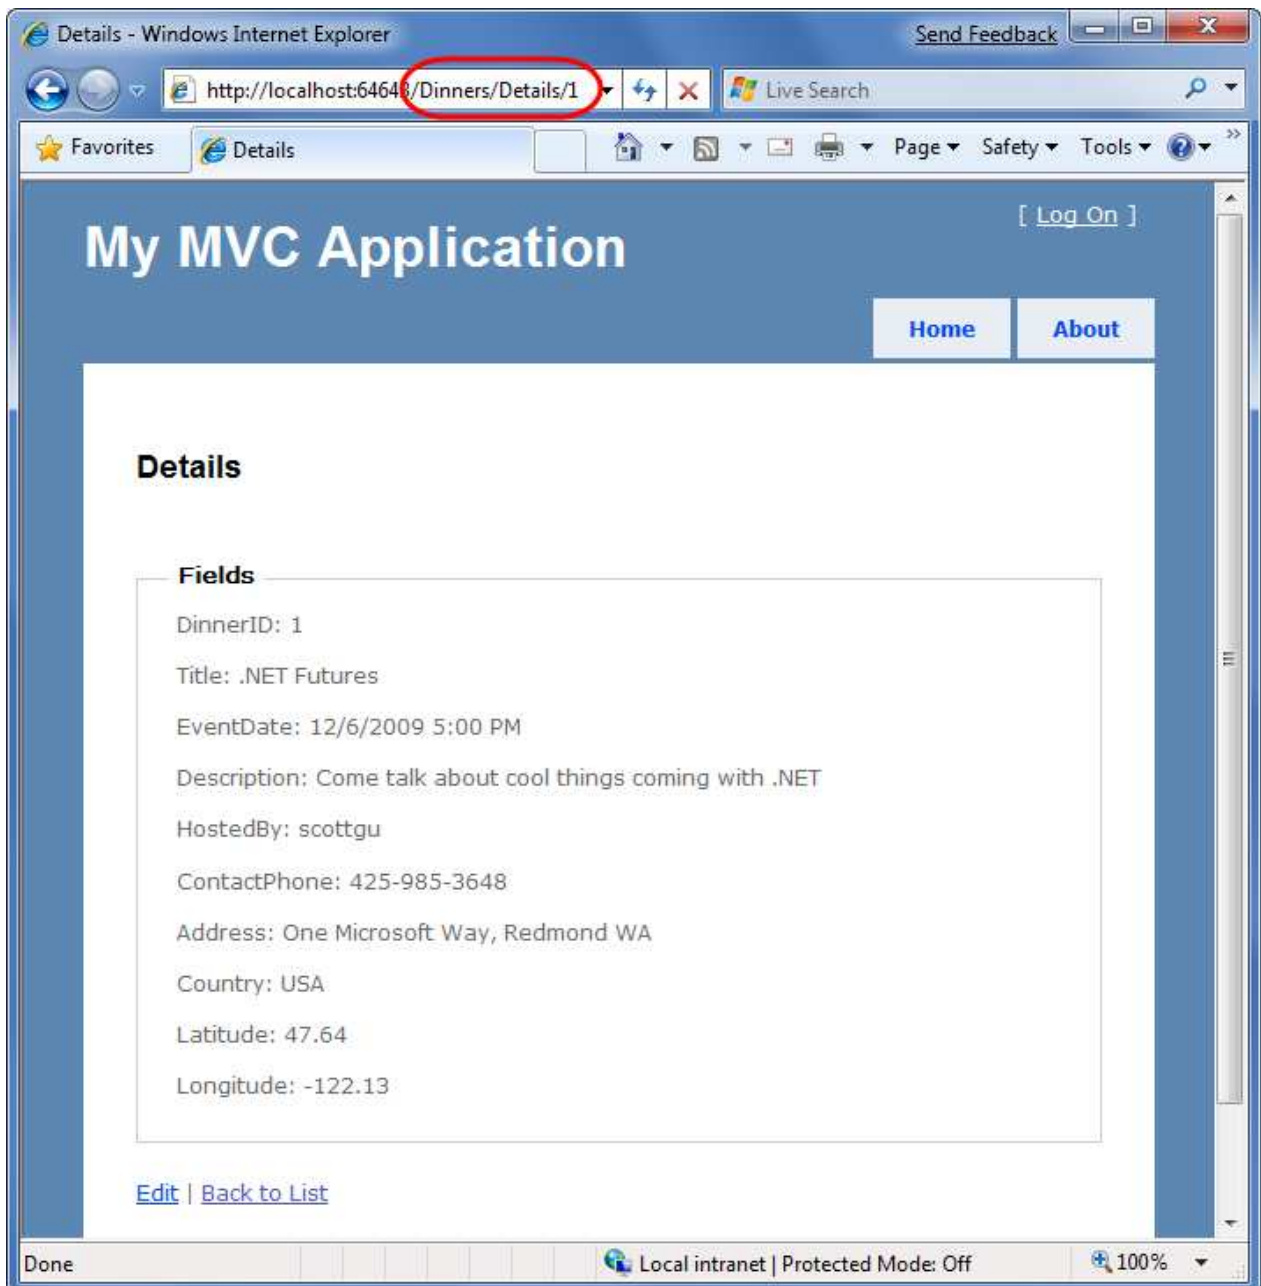 Details - Windows Internet Explorer
Send Feedback
http://localhost:64648/Dinners/Details/1
Live Search
Favorites
Details
Page
Safety
Tools
[ Log On ]
My MVC Application
Home
About
Details
Fields
DinnerID: 1
Title: .NET Futures
EventDate: 12/6/2009 5:00 PM
Description: Come talk about cool things coming with .NET
HostedBy: scottgu
ContactPhone: 425-985-3648
Address: One Microsoft Way, Redmond WA
Country: USA
Latitude: 47.64
Longitude: -122.13
Edit | Back to List
Done
Local intranet | Protected Mode: Off
100%